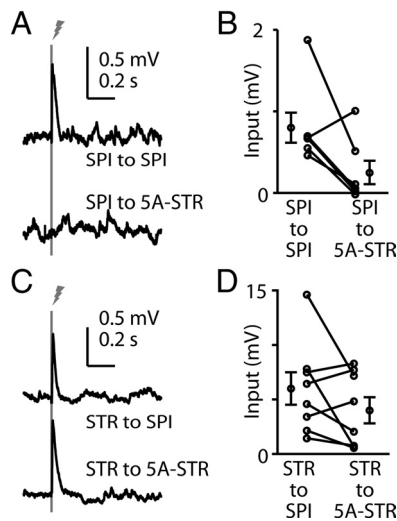 A
0.5 mV
0.2 s
SPI to SPI
SPI to 5A-STR
B
2
Input (mV)
0
SPI
to
SPI
SPI
to
5A-STR
C
0.5 mV
0.2 s
STR to SPI
STR to 5A-STR
D
15
Input (mV)
0
STR
to
SPI
STR
to
5A-STR